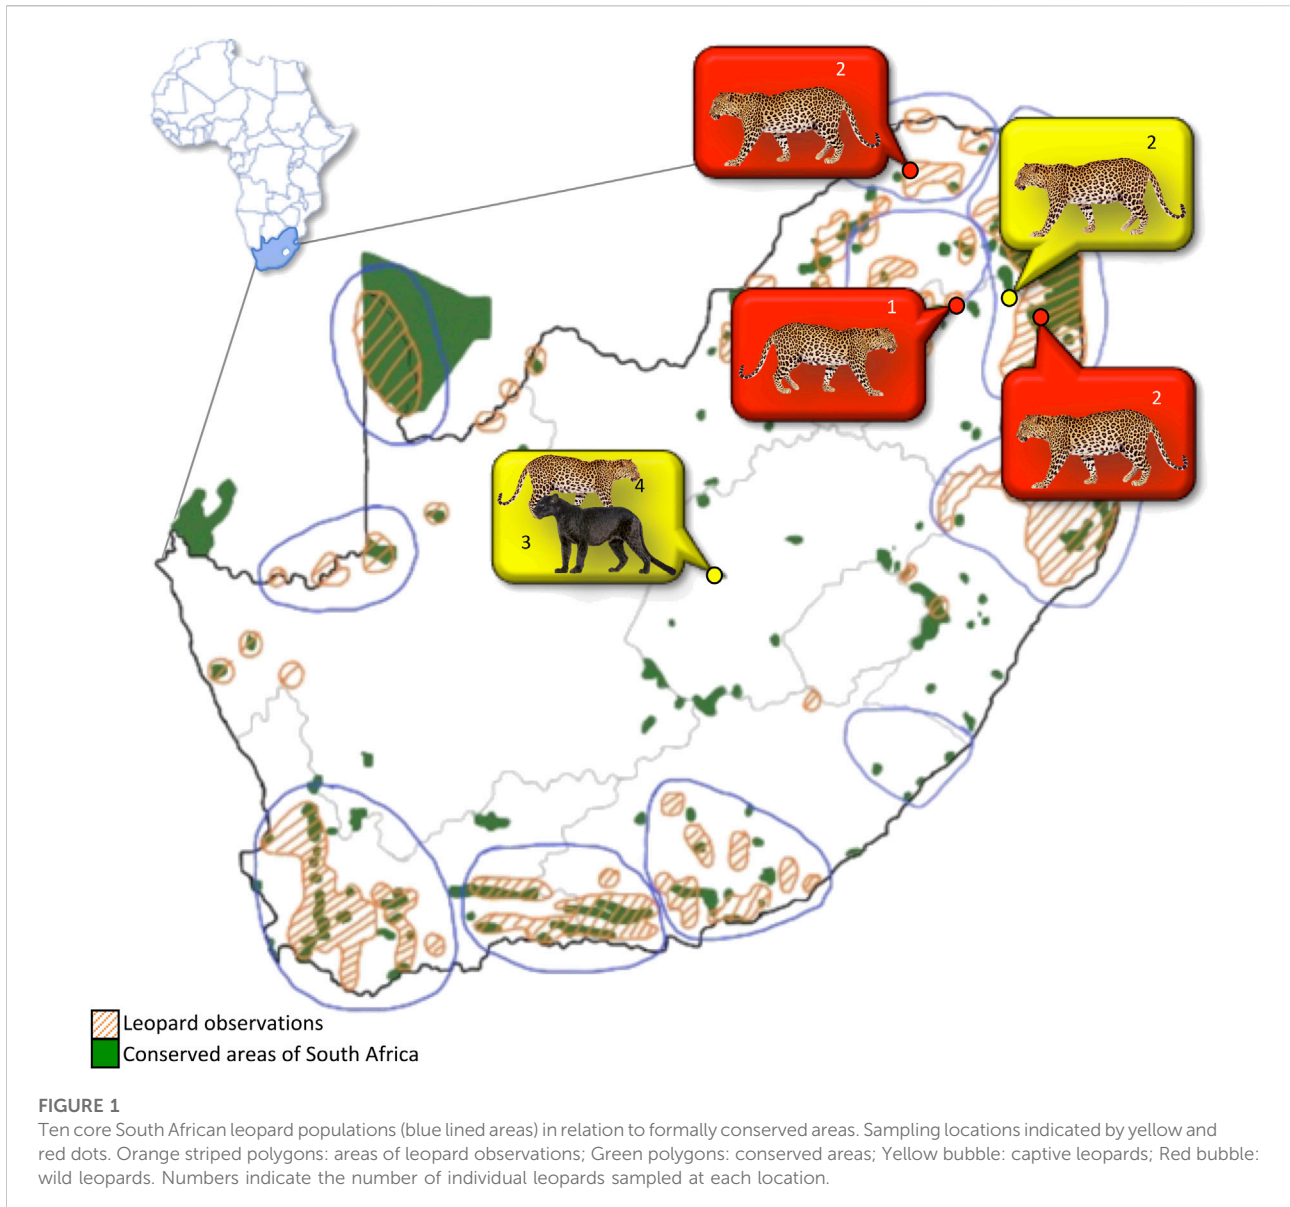 2
2
1
2
4
3
Leopard observations
Conserved areas of South Africa
FIGURE 1
Ten core South African leopard populations (blue lined areas) in relation to formally conserved areas. Sampling locations indicated by yellow and
red dots. Orange striped polygons: areas of leopard observations; Green polygons: conserved areas; Yellow bubble: captive leopards; Red bubble:
wild leopards. Numbers indicate the number of individual leopards sampled at each location.